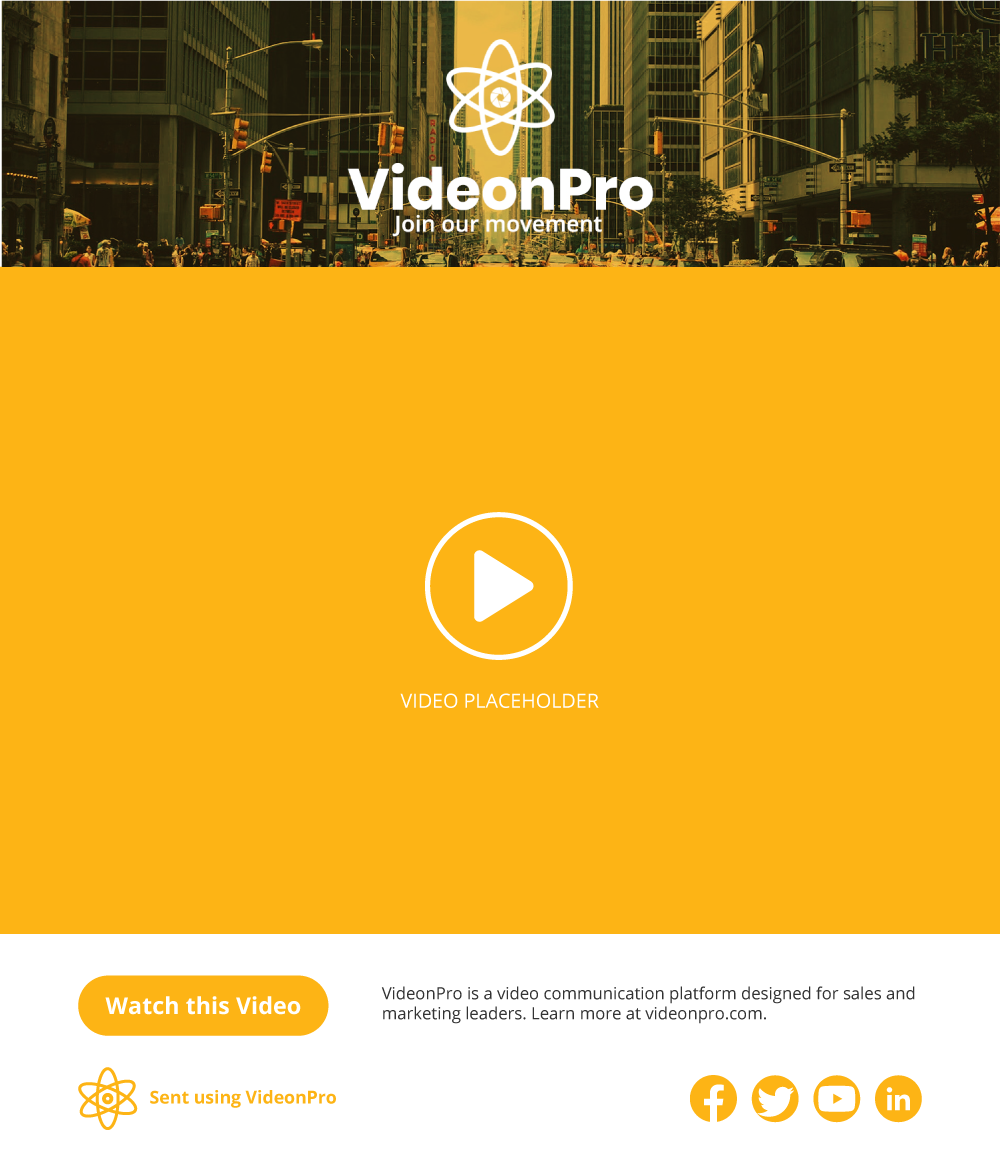 VideonPro
Join our movement
VIDEO PLACEHOLDER
Watch this Video
VideonPro is a video communication platform designed for sales and
marketing leaders. Learn more at videonpro.com.
Sent using VideonPro
in